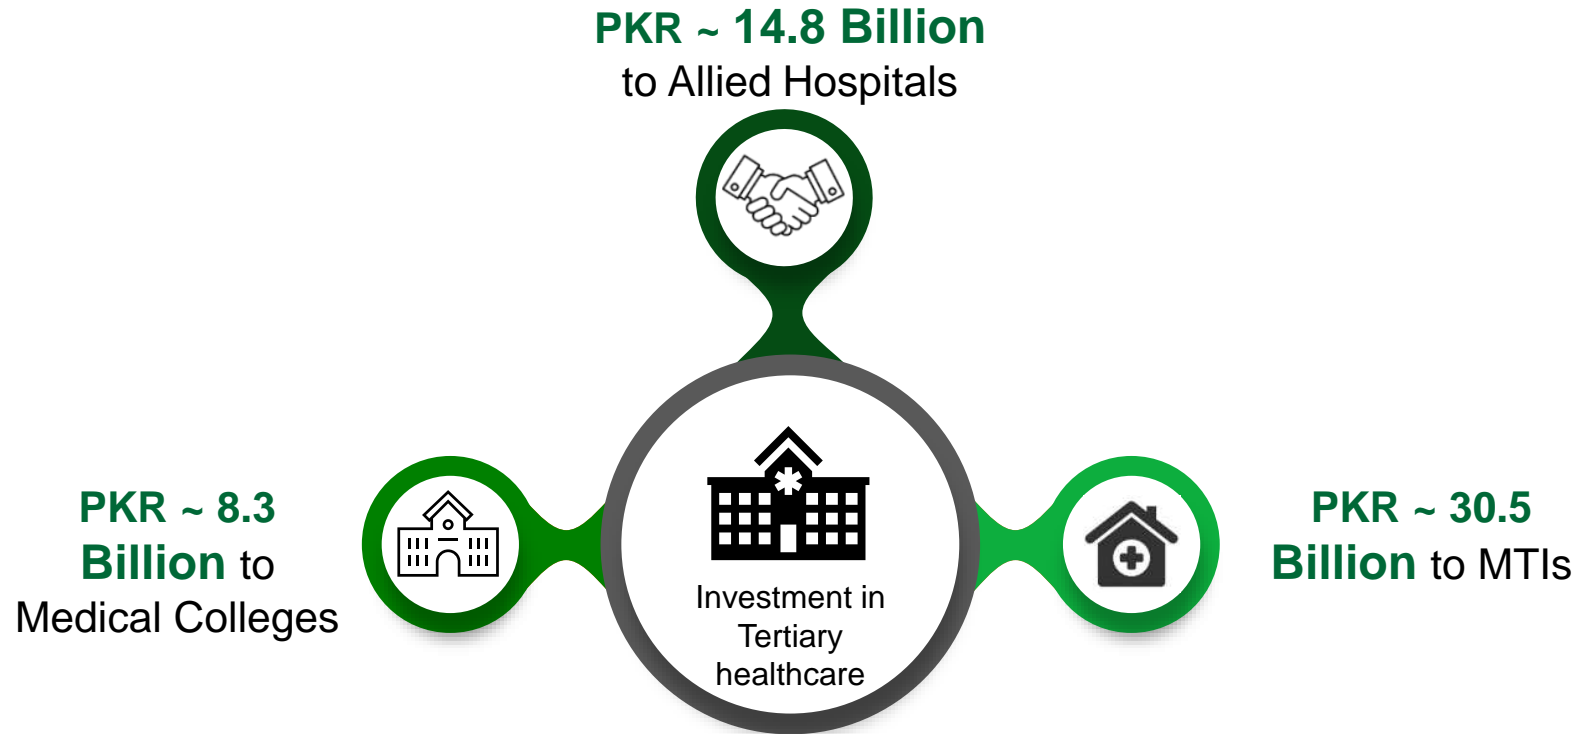 PKR ~ 14.8 Billion
to Allied Hospitals
PKR ~ 8.3
Billion to
Medical Colleges
Investment in
Tertiary
healthcare
PKR ~ 30.5
Billion to MTIs